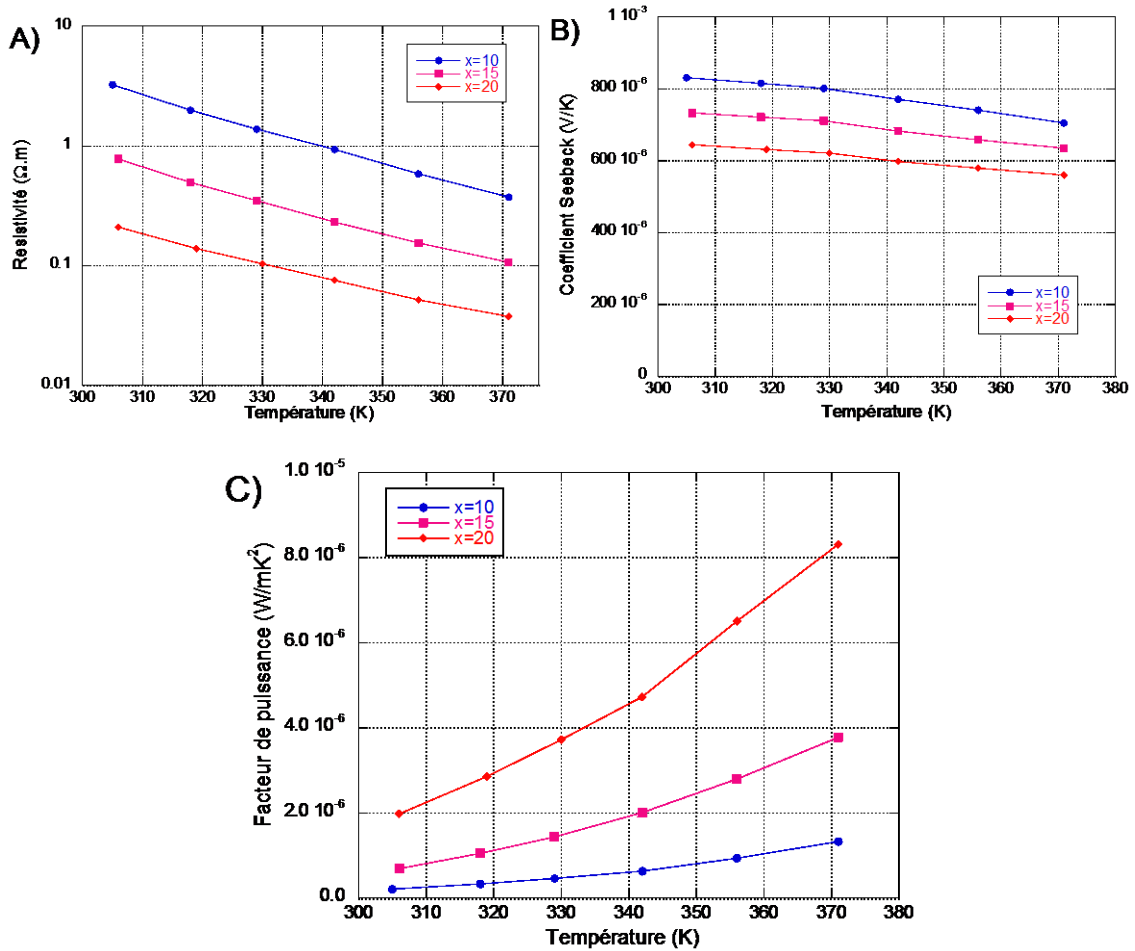 A)
Resistivité (Ω.m)
10
1
0.1
0.01
x=10
x=15
x=20
300 310 320 330 340 350 360 370
Température (K)
B)
Coefficient Seebeck (V/K)
1 10⁻³
800 10⁻⁶
600 10⁻⁶
400 10⁻⁶
200 10⁻⁶
0
x=10
x=15
x=20
300 310 320 330 340 350 360 370 380
Température (K)
C)
Facteur de puissance (W/mK²)
1.0 10⁻⁵
8.0 10⁻⁶
6.0 10⁻⁶
4.0 10⁻⁶
2.0 10⁻⁶
0.0
x=10
x=15
x=20
300 310 320 330 340 350 360 370 380
Température (K)